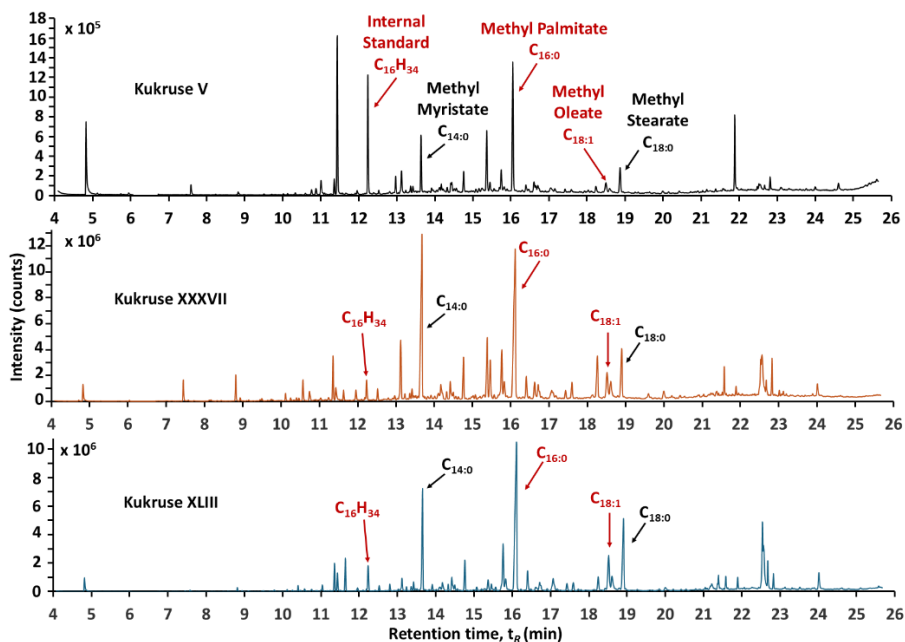 18
16
14
12
10
8
6
4
2
0
x 10⁵
Kukruse V
Internal
Standard
C₁₆H₃₄
Methyl
Myristate
C₁₄:₀
Methyl Palmitate
C₁₆:₀
Methyl
Oleate
C₁₈:₁
Methyl
Stearate
C₁₈:₀
4 5 6 7 8 9 10 11 12 13 14 15 16 17 18 19 20 21 22 23 24 25 26
Intensity (counts)
12
10
8
6
4
2
0
x 10⁶
Kukruse XXXVII
C₁₆H₃₄
C₁₄:₀
C₁₆:₀
C₁₈:₁
C₁₈:₀
4 5 6 7 8 9 10 11 12 13 14 15 16 17 18 19 20 21 22 23 24 25 26
10
8
6
4
2
0
x 10⁶
Kukruse XLIII
C₁₆H₃₄
C₁₄:₀
C₁₆:₀
C₁₈:₁
C₁₈:₀
4 5 6 7 8 9 10 11 12 13 14 15 16 17 18 19 20 21 22 23 24 25 26
Retention time, t_R (min)